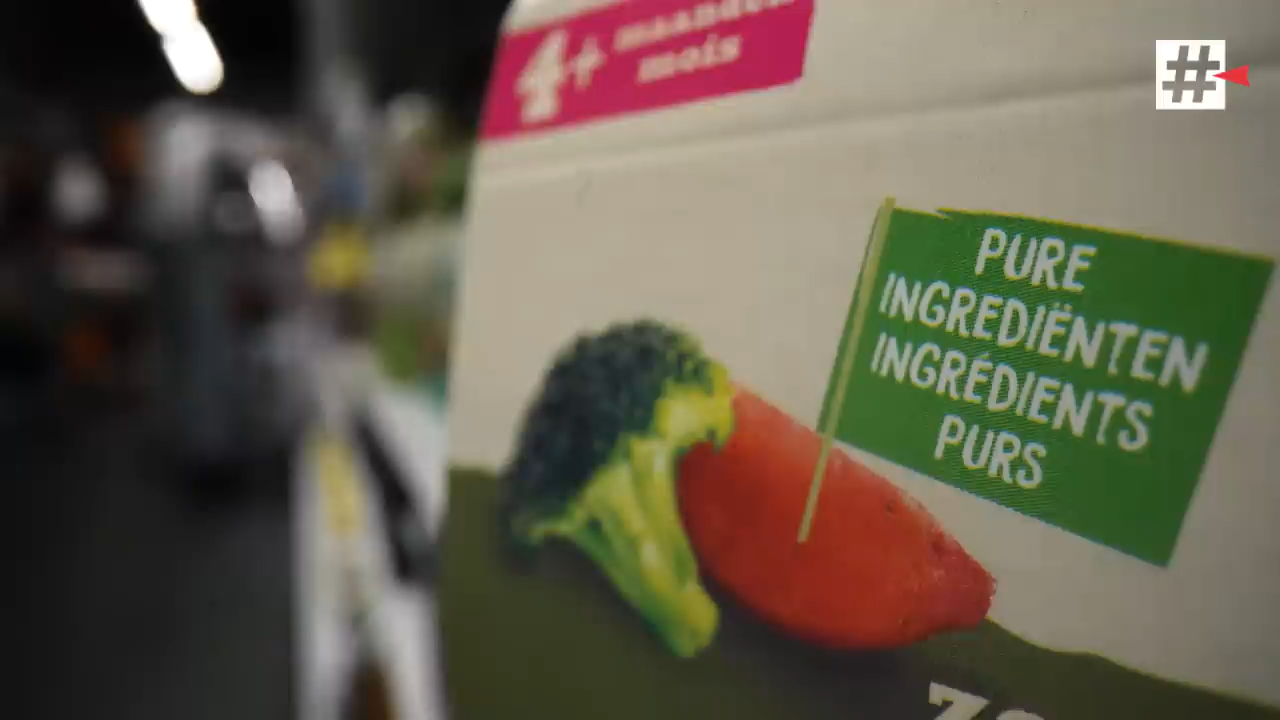 4+ maanden
mois
#
PURE
INGREDIËNTEN
INGRÉDIENTS
PURS